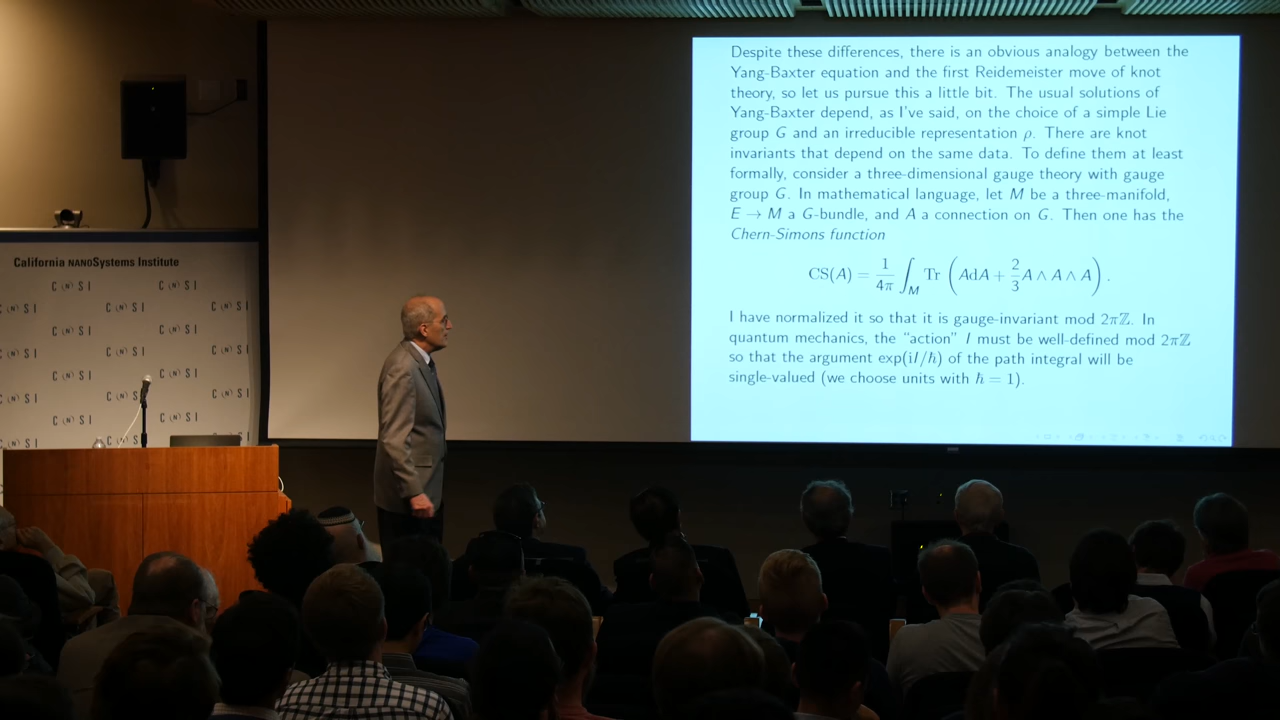 Despite these differences, there is an obvious analogy between the
Yang-Baxter equation and the first Reidemeister move of knot
theory, so let us pursue this a little bit. The usual solutions of
Yang-Baxter depend, as I've said, on the choice of a simple Lie
group G and an irreducible representation ρ. There are knot
invariants that depend on the same data. To define them at least
formally, consider a three-dimensional gauge theory with gauge
group G. In mathematical language, let M be a three-manifold,
E → M a G-bundle, and A a connection on G. Then one has the
Chern-Simons function
CS(A) = 1/4π ∫_M Tr (AdA + 2/3 A ∧ A ∧ A).
I have normalized it so that it is gauge-invariant mod 2πℤ. In
quantum mechanics, the “action” I must be well-defined mod 2πℤ
so that the argument exp(iI/ħ) of the path integral will be
single-valued (we choose units with ħ = 1).
California NANOSystems Institute
C (N) S I C (N) S I
C (N) S I C (N) S I C (N) S I
C (N) S I C (N) S I
C (N) S I C (N) S I C (N) S I
C (N) S I C (N) S I
C (N) S I C (N) S I C (N) S I
C (N) S I C (N) S I
C (N) S I C (N) S I